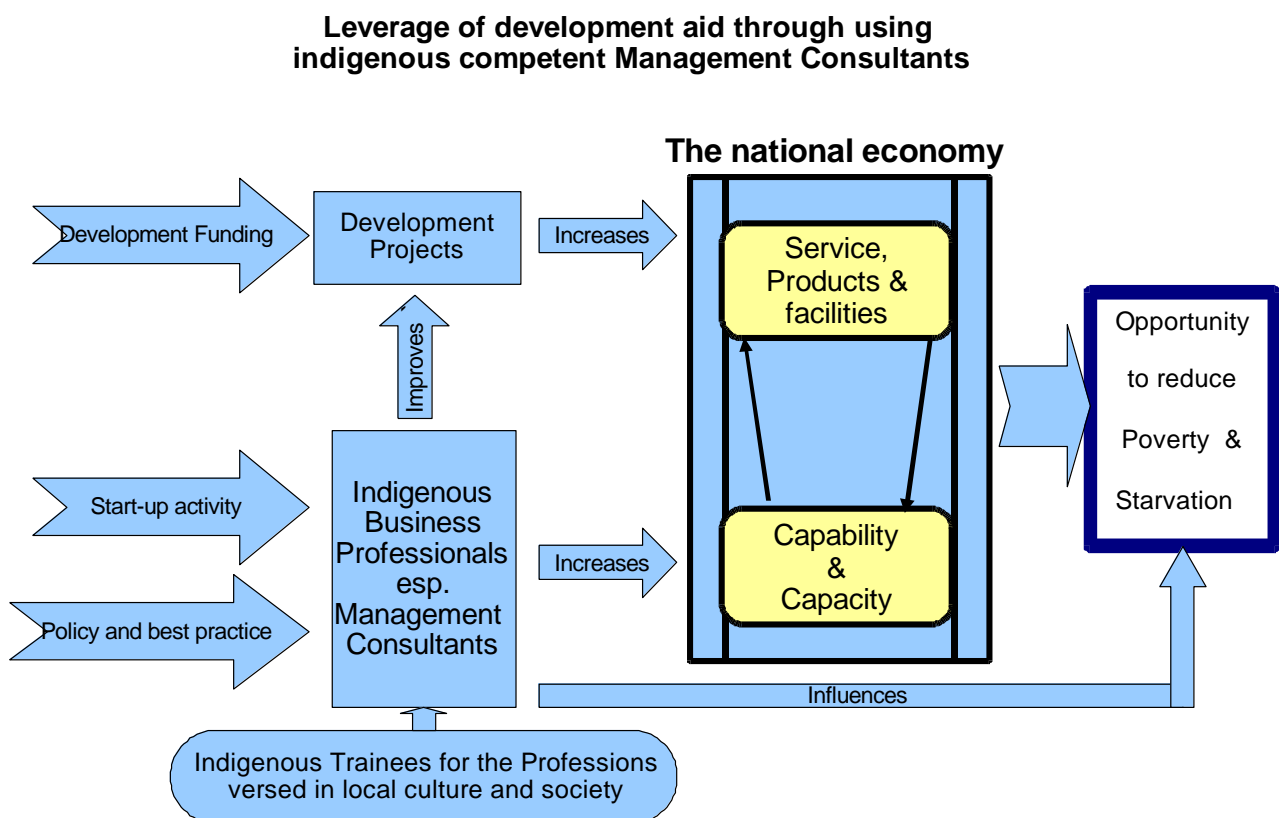 Leverage of development aid through using
indigenous competent Management Consultants
The national economy
Development Funding
Development
Projects
Increases
Service,
Products &
facilities
Opportunity
to reduce
Poverty &
Starvation
Improves
Start-up activity
Policy and best practice
Indigenous
Business
Professionals
esp.
Management
Consultants
Increases
Capability
&
Capacity
Influences
Indigenous Trainees for the Professions
versed in local culture and society